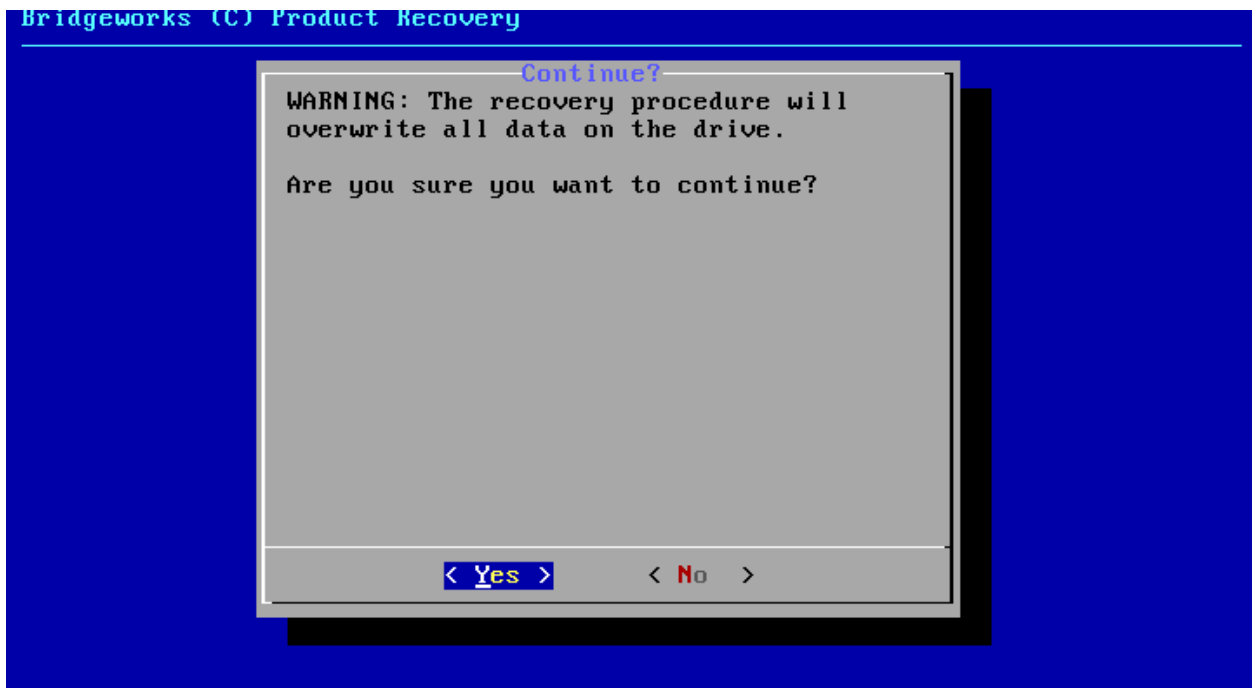 Bridgeworks (C) Product Recovery
Continue?
WARNING: The recovery procedure will
overwrite all data on the drive.
Are you sure you want to continue?
< Yes > < No >